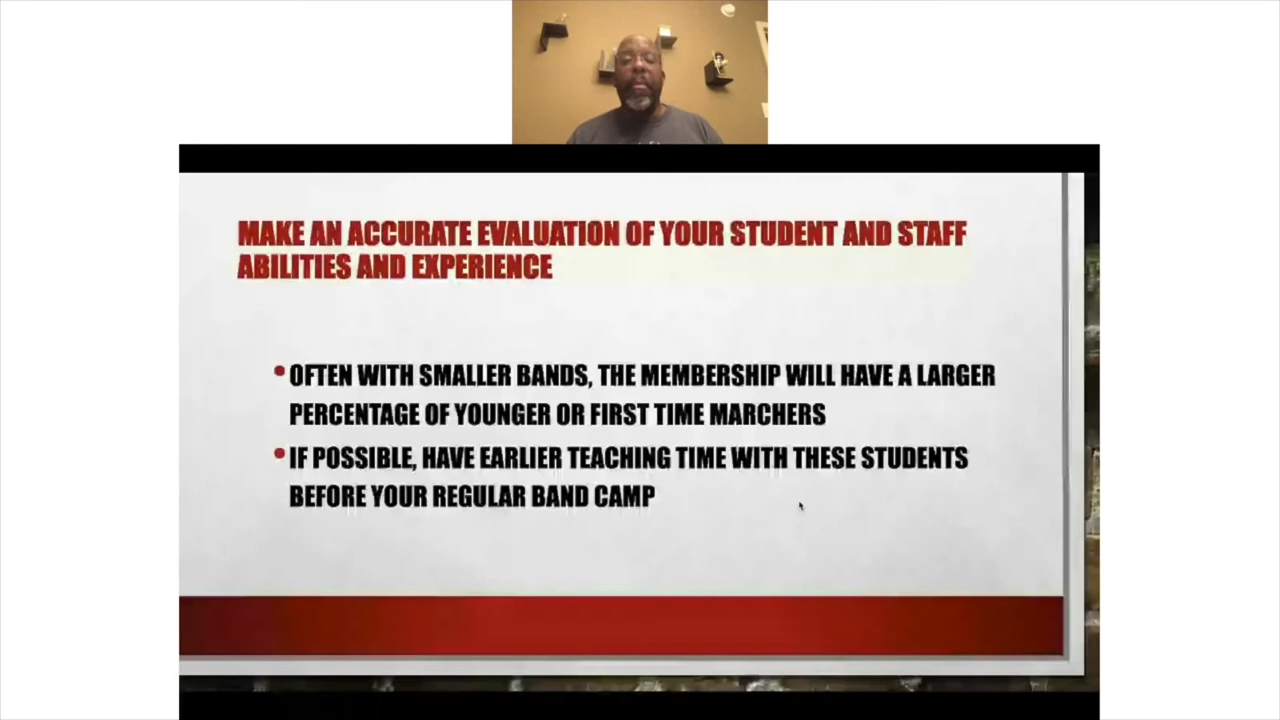 MAKE AN ACCURATE EVALUATION OF YOUR STUDENT AND STAFF
ABILITIES AND EXPERIENCE
•OFTEN WITH SMALLER BANDS, THE MEMBERSHIP WILL HAVE A LARGER
PERCENTAGE OF YOUNGER OR FIRST TIME MARCHERS
•IF POSSIBLE, HAVE EARLIER TEACHING TIME WITH THESE STUDENTS
BEFORE YOUR REGULAR BAND CAMP